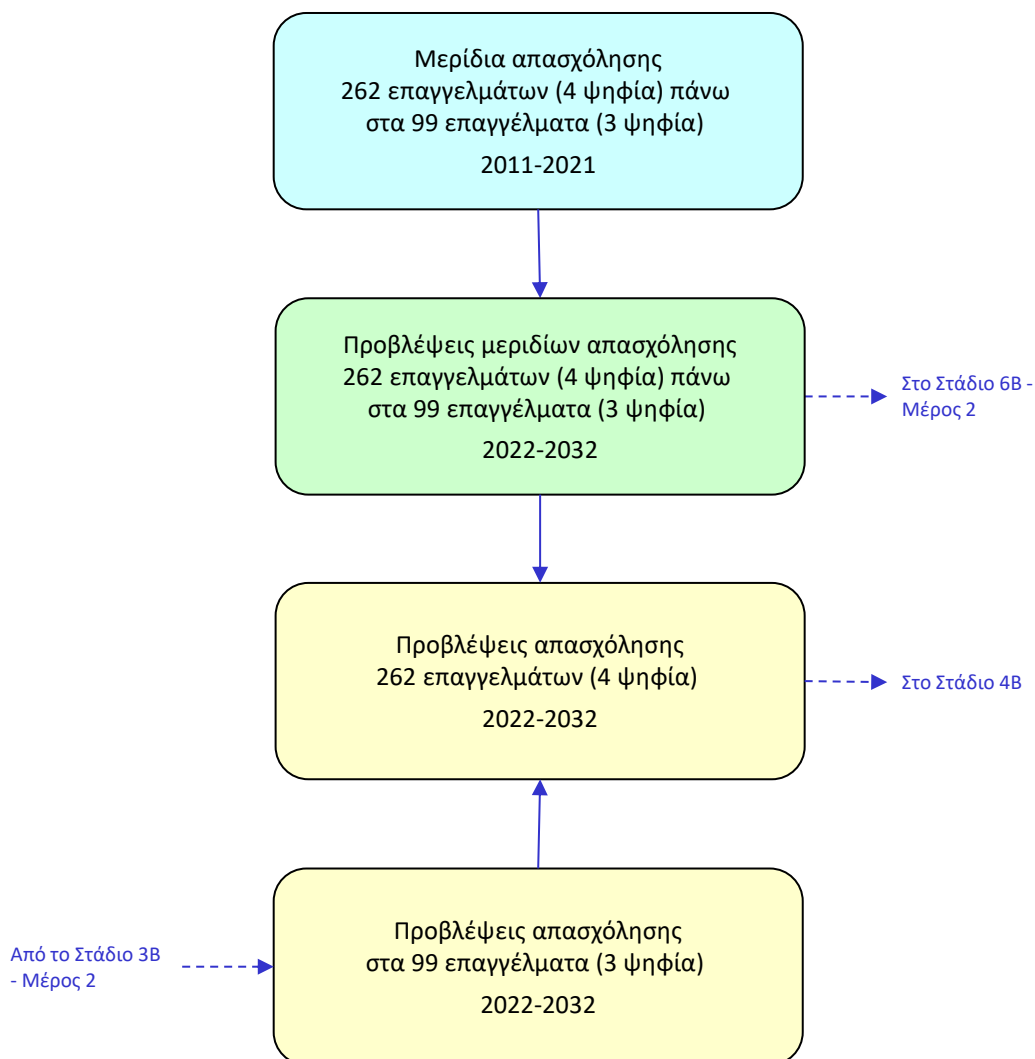 Μερίδια απασχόλησης
262 επαγγελμάτων (4 ψηφία) πάνω
στα 99 επαγγέλματα (3 ψηφία)
2011-2021
Προβλέψεις μεριδίων απασχόλησης
262 επαγγελμάτων (4 ψηφία) πάνω
στα 99 επαγγέλματα (3 ψηφία)
2022-2032
Στο Στάδιο 6Β -
Μέρος 2
Προβλέψεις απασχόλησης
262 επαγγελμάτων (4 ψηφία)
2022-2032
Στο Στάδιο 4Β
Προβλέψεις απασχόλησης
στα 99 επαγγέλματα (3 ψηφία)
2022-2032
Από το Στάδιο 3Β
- Μέρος 2